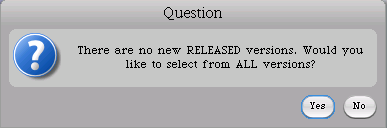 Question
There are no new RELEASED versions. Would you
like to select from ALL versions?
Yes No